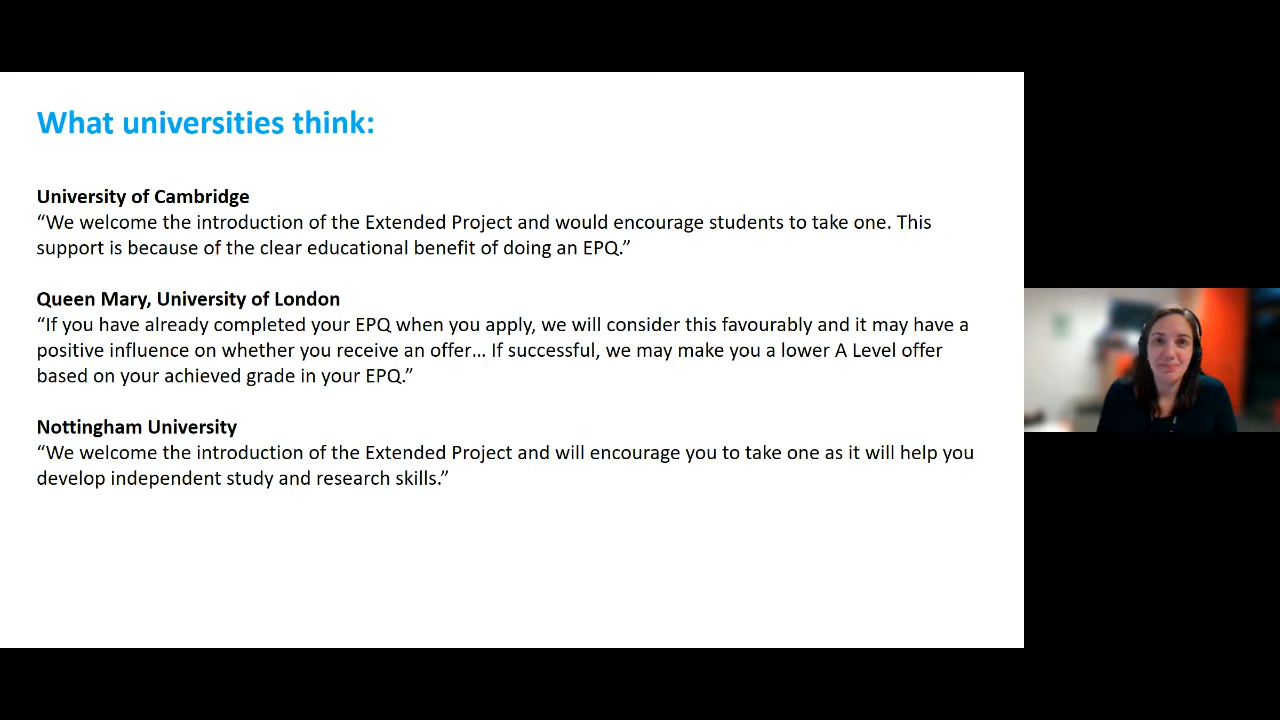 What universities think:
University of Cambridge
“We welcome the introduction of the Extended Project and would encourage students to take one. This
support is because of the clear educational benefit of doing an EPQ.”
Queen Mary, University of London
“If you have already completed your EPQ when you apply, we will consider this favourably and it may have a
positive influence on whether you receive an offer… If successful, we may make you a lower A Level offer
based on your achieved grade in your EPQ.”
Nottingham University
“We welcome the introduction of the Extended Project and will encourage you to take one as it will help you
develop independent study and research skills.”